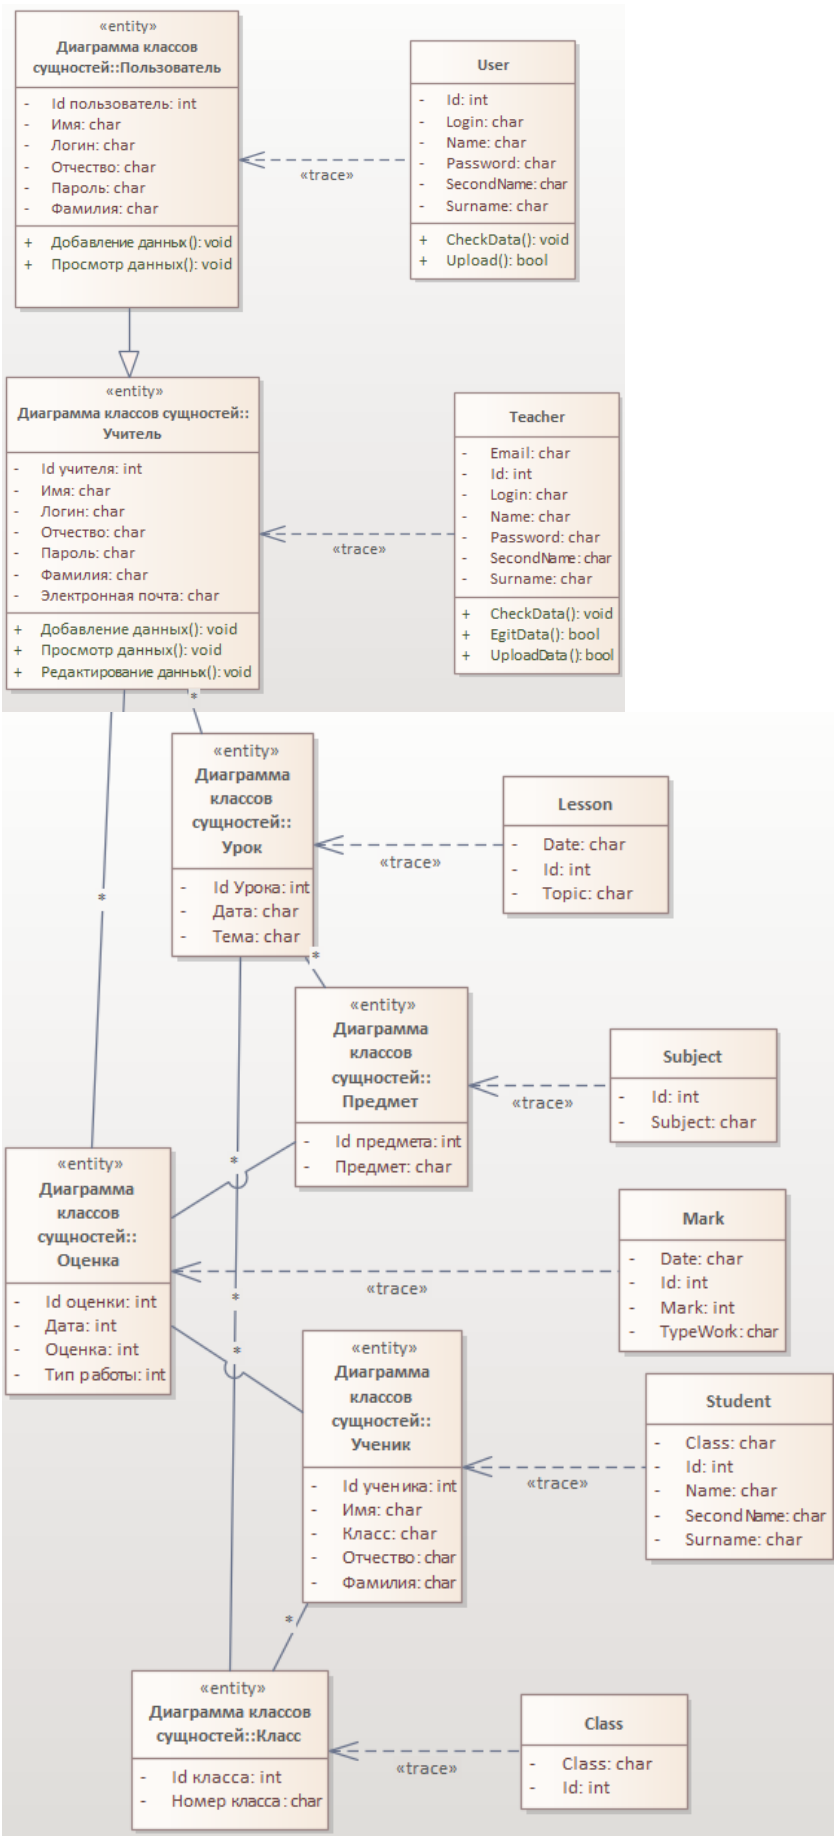 «entity»
Диаграмма классов
сущностей::Пользователь
- Id пользователь: int
- Имя: char
- Логин: char
- Отчество: char
- Пароль: char
- Фамилия: char
+ Добавление данных(): void
+ Просмотр данных(): void
User
- Id: int
- Login: char
- Name: char
- Password: char
- SecondName: char
- Surname: char
+ CheckData(): void
+ Upload(): bool
«trace»
«entity»
Диаграмма классов сущностей::
Учитель
- Id учителя: int
- Имя: char
- Логин: char
- Отчество: char
- Пароль: char
- Фамилия: char
- Электронная почта: char
+ Добавление данных(): void
+ Просмотр данных(): void
+ Редактирование данных(): void
Teacher
- Email: char
- Id: int
- Login: char
- Name: char
- Password: char
- SecondName: char
- Surname: char
+ CheckData(): void
+ EgitData(): bool
+ UploadData(): bool
«trace»
*
«entity»
Диаграмма
классов
сущностей::
Урок
- Id Урока: int
- Дата: char
- Тема: char
Lesson
- Date: char
- Id: int
- Topic: char
«trace»
*
*
«entity»
Диаграмма
классов
сущностей::
Предмет
- Id предмета: int
- Предмет: char
Subject
- Id: int
- Subject: char
«trace»
*
«entity»
Диаграмма
классов
сущностей::
Оценка
- Id оценки: int
- Дата: int
- Оценка: int
- Тип работы: int
Mark
- Date: char
- Id: int
- Mark: int
- TypeWork: char
«trace»
*
*
«entity»
Диаграмма
классов
сущностей::
Ученик
- Id ученика: int
- Имя: char
- Класс: char
- Отчество: char
- Фамилия: char
Student
- Class: char
- Id: int
- Name: char
- SecondName: char
- Surname: char
«trace»
*
«entity»
Диаграмма классов
сущностей::Класс
- Id класса: int
- Номер класса: char
Class
- Class: char
- Id: int
«trace»